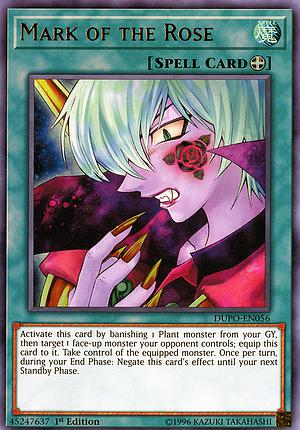 MARK OF THE ROSE
[SPELL CARD]
DUPO-EN056
Activate this card by banishing 1 Plant monster from your GY,
then target 1 face-up monster your opponent controls; equip this
card to it. Take control of the equipped monster. Once per turn,
during your End Phase: Negate this card's effect until your next
Standby Phase.
45247637 1st Edition ©1996 KAZUKI TAKAHASHI